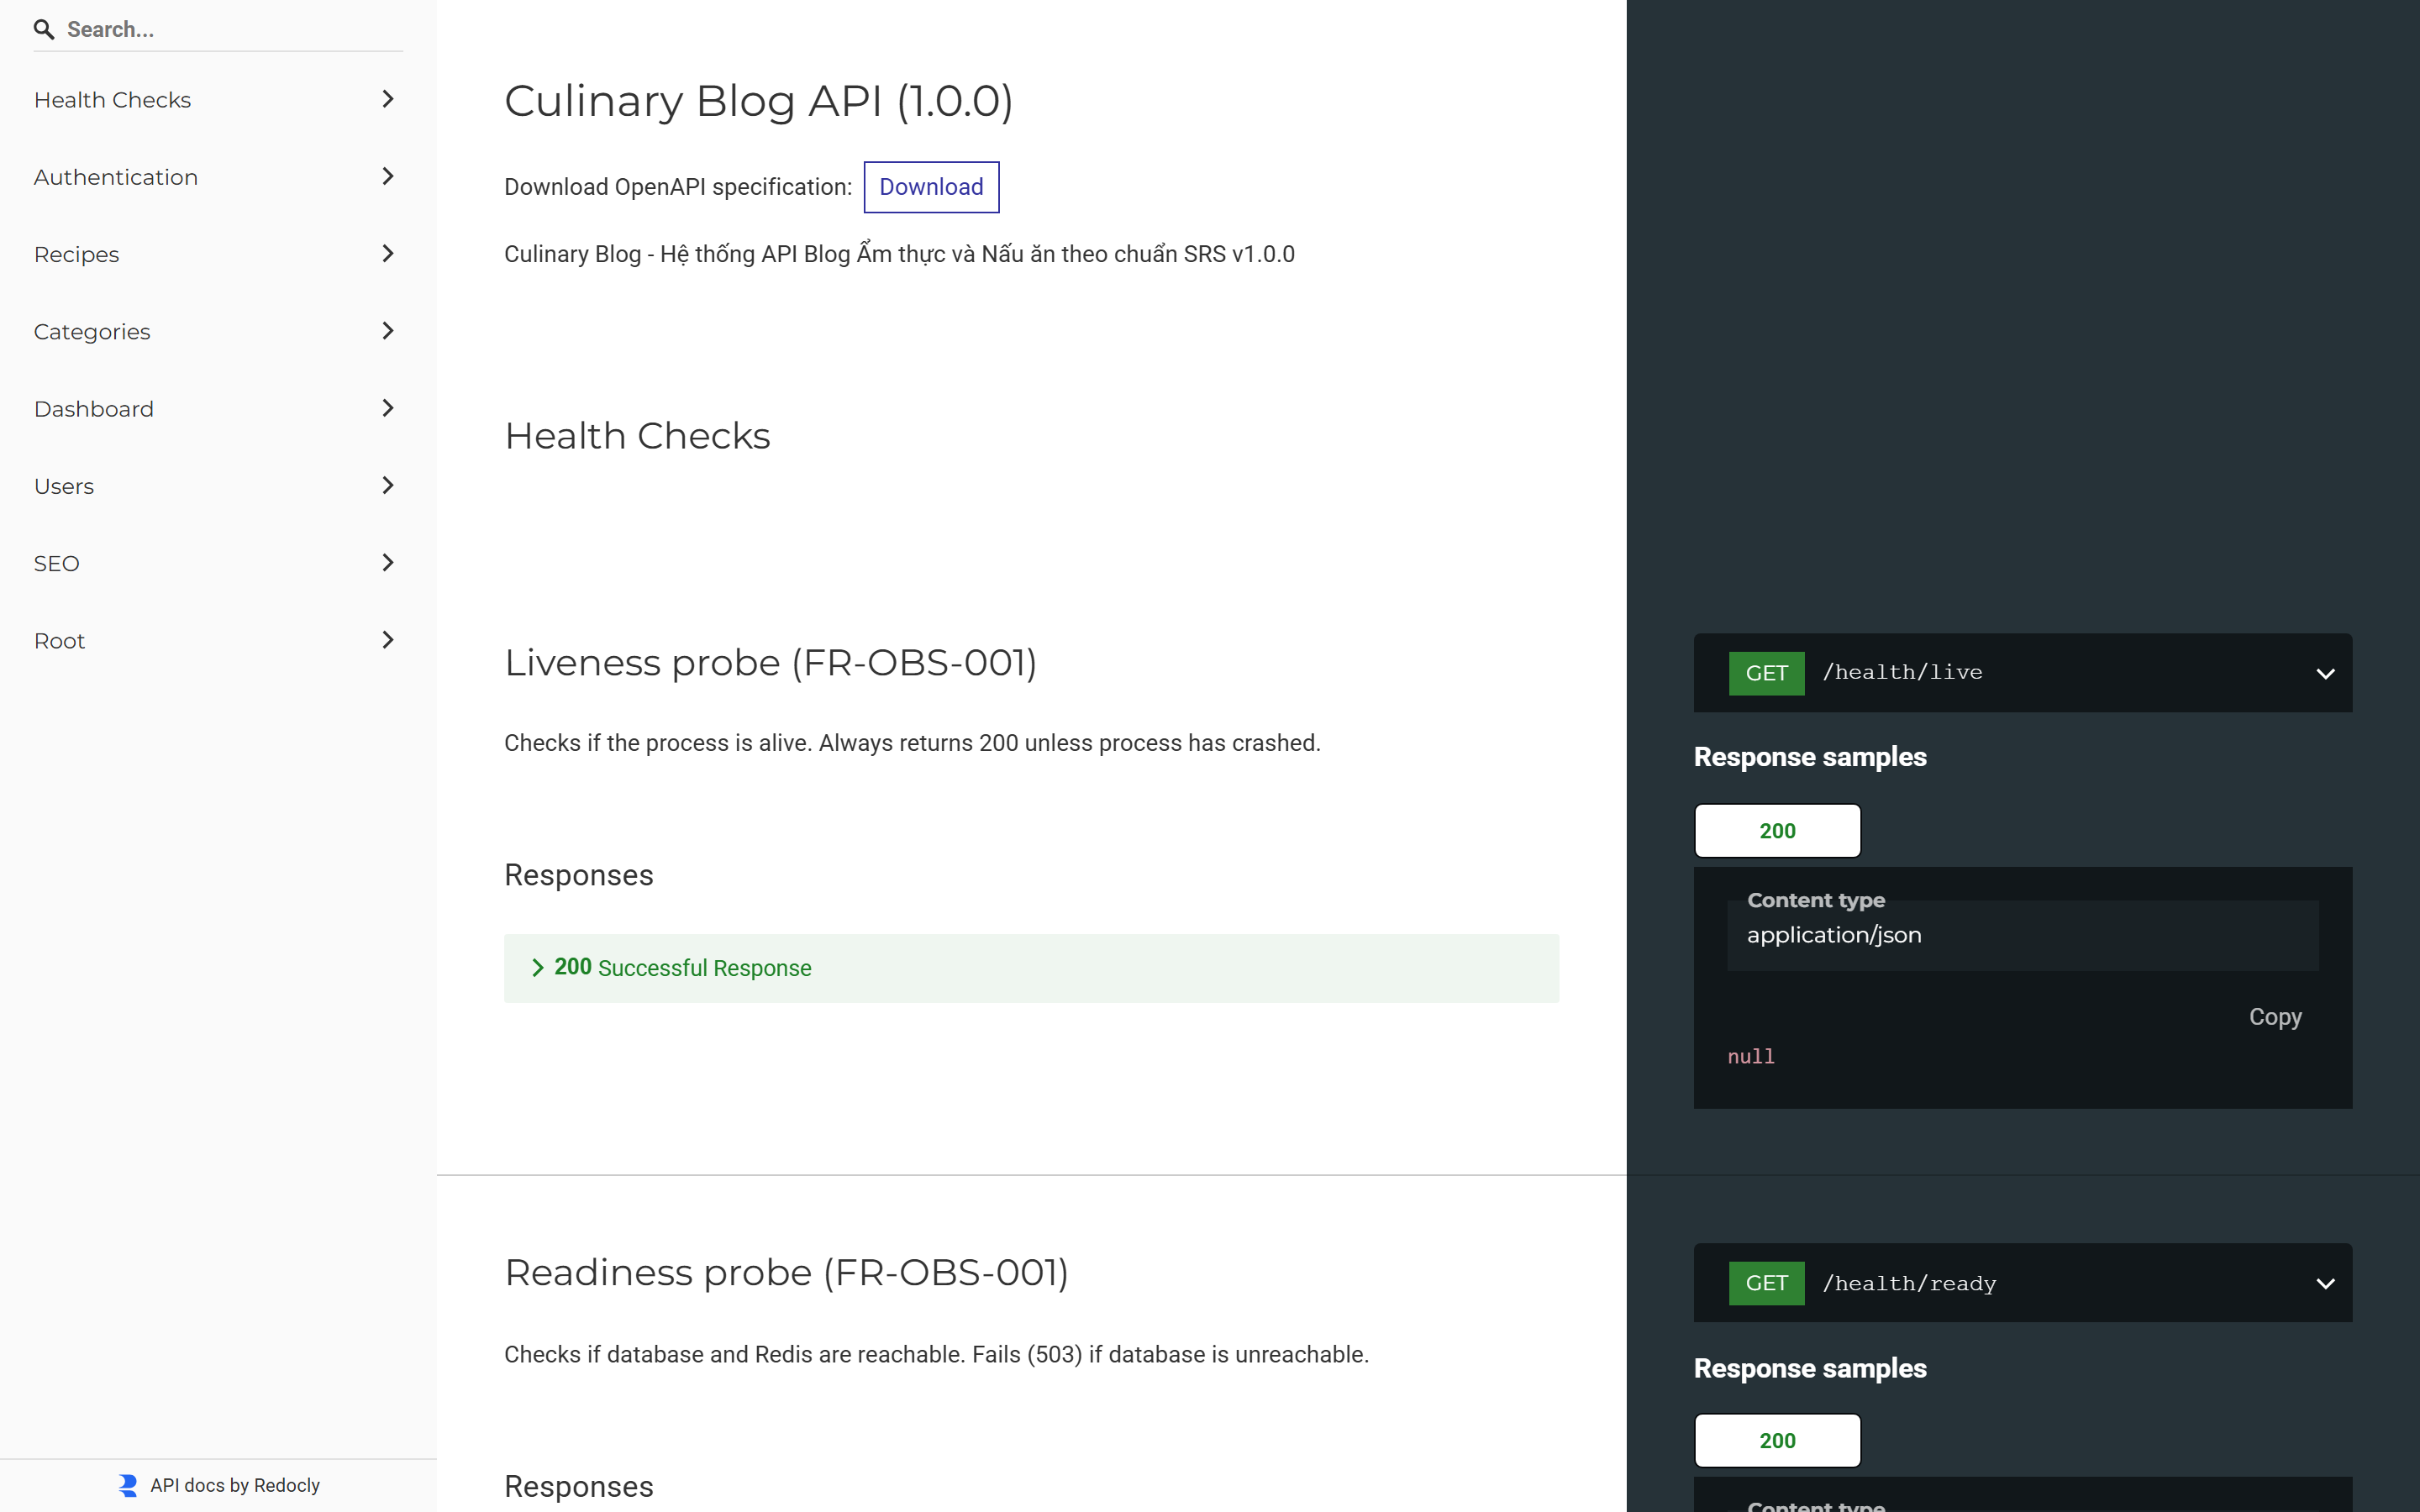 Search...
Health Checks
Authentication
Recipes
Categories
Dashboard
Users
SEO
Root
API docs by Redocly
Culinary Blog API (1.0.0)
Download OpenAPI specification: Download
Culinary Blog - Hệ thống API Blog Ẩm thực và Nấu ăn theo chuẩn SRS v1.0.0
Health Checks
Liveness probe (FR-OBS-001)
Checks if the process is alive. Always returns 200 unless process has crashed.
Responses
200 Successful Response
GET /health/live
Response samples
200
Content type
application/json
Copy
null
Readiness probe (FR-OBS-001)
Checks if database and Redis are reachable. Fails (503) if database is unreachable.
Responses
GET /health/ready
Response samples
200
Content type